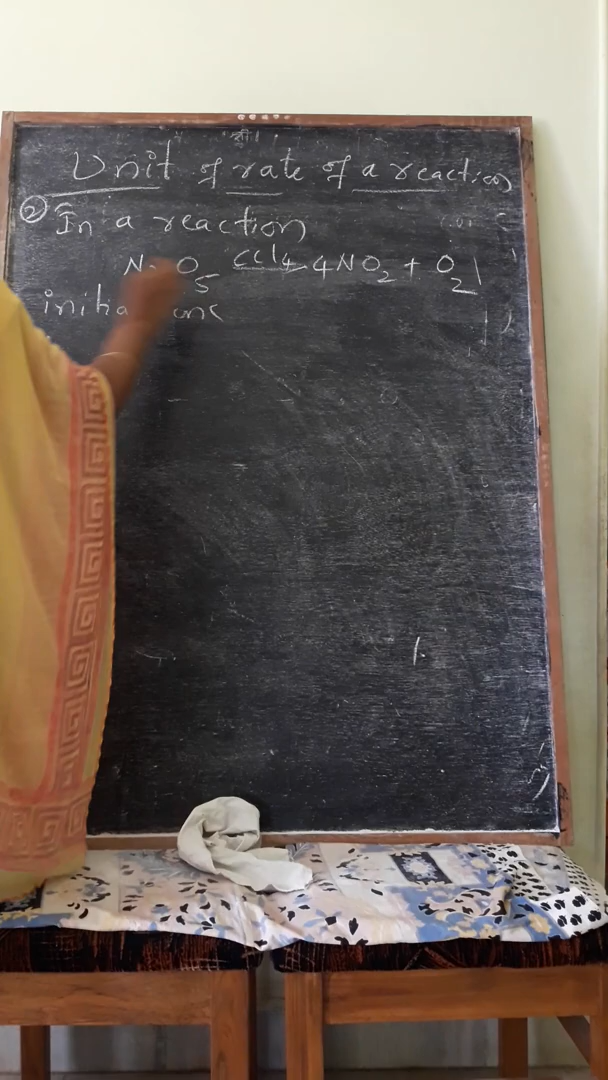 श्री
Unit of rate of a reaction
② In a reaction
N O₅ CCl₄→ 4NO₂ + O₂